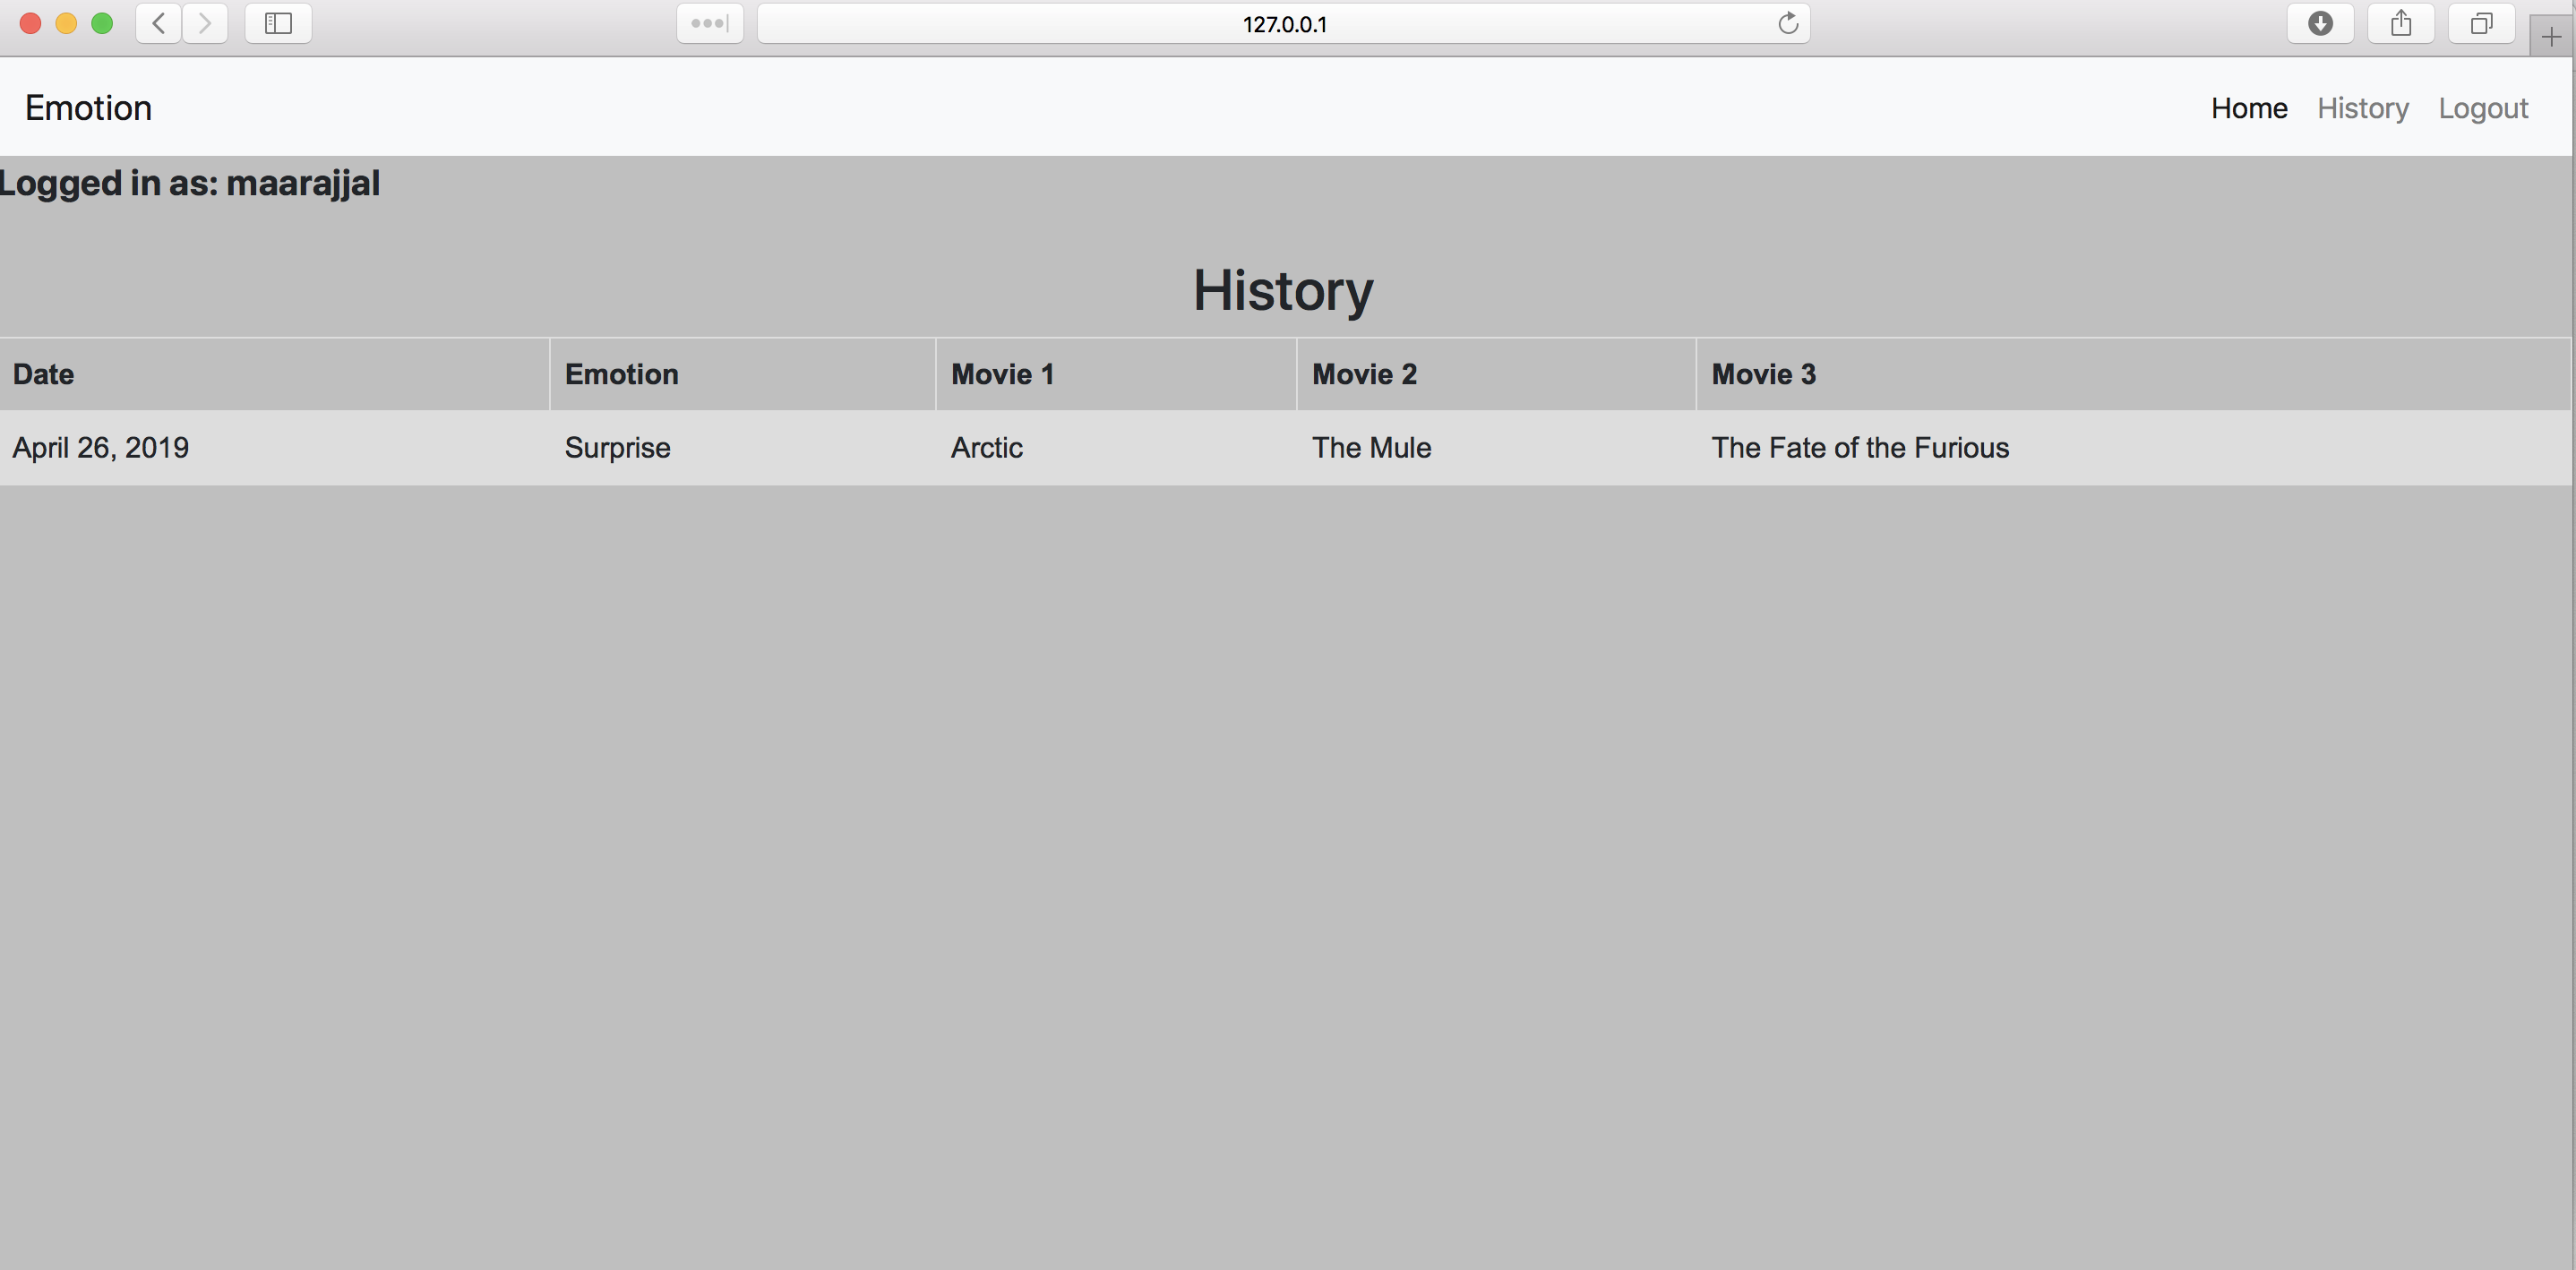 127.0.0.1
Emotion Home History Logout
Logged in as: maarajjal
History
Date Emotion Movie 1 Movie 2 Movie 3
April 26, 2019 Surprise Arctic The Mule The Fate of the Furious